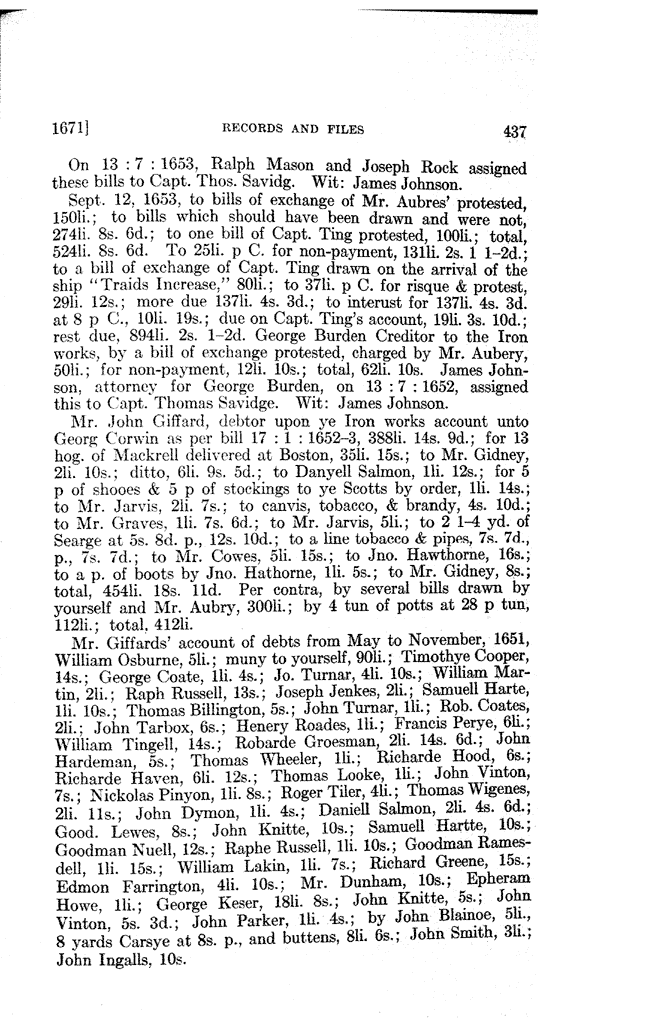 1671]
RECORDS AND FILES
437
On 13 : 7 : 1653, Ralph Mason and Joseph Rock assigned
these bills to Capt. Thos. Savidg. Wit: James Johnson.
Sept. 12, 1653, to bills of exchange of Mr. Aubres' protested,
150li.; to bills which should have been drawn and were not,
274li. 8s. 6d.; to one bill of Capt. Ting protested, 100li.; total,
524li. 8s. 6d. To 25li. p C. for non-payment, 131li. 2s. 1 1-2d.;
to a bill of exchange of Capt. Ting drawn on the arrival of the
ship "Traids Increase," 80li.; to 37li. p C. for risque & protest,
29li. 12s.; more due 137li. 4s. 3d.; to interust for 137li. 4s. 3d.
at 8 p C., 10li. 19s.; due on Capt. Ting's account, 19li. 3s. 10d.;
rest due, 894li. 2s. 1-2d. George Burden Creditor to the Iron
works, by a bill of exchange protested, charged by Mr. Aubery,
50li.; for non-payment, 12li. 10s.; total, 62li. 10s. James John-
son, attorney for George Burden, on 13 : 7 : 1652, assigned
this to Capt. Thomas Savidge. Wit: James Johnson.
Mr. John Giffard, debtor upon ye Iron works account unto
Georg Corwin as per bill 17 : 1 : 1652-3, 388li. 14s. 9d.; for 13
hog. of Mackrell delivered at Boston, 35li. 15s.; to Mr. Gidney,
2li. 10s.; ditto, 6li. 9s. 5d.; to Danyell Salmon, 1li. 12s.; for 5
p of shooes & 5 p of stockings to ye Scotts by order, 1li. 14s.;
to Mr. Jarvis, 2li. 7s.; to canvis, tobacco, & brandy, 4s. 10d.;
to Mr. Graves, 1li. 7s. 6d.; to Mr. Jarvis, 5li.; to 2 1-4 yd. of
Searge at 5s. 8d. p., 12s. 10d.; to a line tobacco & pipes, 7s. 7d.,
p., 7s. 7d.; to Mr. Cowes, 5li. 15s.; to Jno. Hawthorne, 16s.;
to a p. of boots by Jno. Hathorne, 1li. 5s.; to Mr. Gidney, 8s.;
total, 454li. 18s. 11d. Per contra, by several bills drawn by
yourself and Mr. Aubry, 300li.; by 4 tun of potts at 28 p tun,
112li.; total, 412li.
Mr. Giffards' account of debts from May to November, 1651,
William Osburne, 5li.; muny to yourself, 90li.; Timothye Cooper,
14s.; George Coate, 1li. 4s.; Jo. Turnar, 4li. 10s.; William Mar-
tin, 2li.; Raph Russell, 13s.; Joseph Jenkes, 2li.; Samuell Harte,
1li. 10s.; Thomas Billington, 5s.; John Turnar, 1li.; Rob. Coates,
2li.; John Tarbox, 6s.; Henery Roades, 1li.; Francis Perye, 6li.;
William Tingell, 14s.; Robarde Groesman, 2li. 14s. 6d.; John
Hardeman, 5s.; Thomas Wheeler, 1li.; Richarde Hood, 6s.;
Richarde Haven, 6li. 12s.; Thomas Looke, 1li.; John Vinton,
7s.; Nickolas Pinyon, 1li. 8s.; Roger Tiler, 4li.; Thomas Wigenes,
2li. 11s.; John Dymon, 1li. 4s.; Daniell Salmon, 2li. 4s. 6d.;
Good. Lewes, 8s.; John Knitte, 10s.; Samuell Hartte, 10s.;
Goodman Nuell, 12s.; Raphe Russell, 1li. 10s.; Goodman Rames-
dell, 1li. 15s.; William Lakin, 1li. 7s.; Richard Greene, 15s.;
Edmon Farrington, 4li. 10s.; Mr. Dunham, 10s.; Epheram
Howe, 1li.; George Keser, 18li. 8s.; John Knitte, 5s.; John
Vinton, 5s. 3d.; John Parker, 1li. 4s.; by John Blainoe, 5li.,
8 yards Carsye at 8s. p., and buttens, 8li. 6s.; John Smith, 3li.;
John Ingalls, 10s.